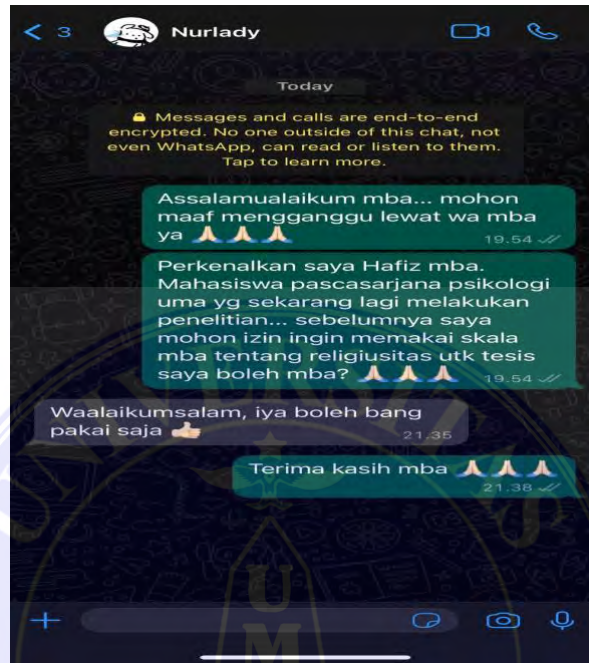 3 Nurlady
Today
Messages and calls are end-to-end
encrypted. No one outside of this chat, not
even WhatsApp, can read or listen to them.
Tap to learn more.
Assalamualaikum mba... mohon
maaf mengganggu lewat wa mba
ya 🙏🏻🙏🏻🙏🏻 19.54
Perkenalkan saya Hafiz mba.
Mahasiswa pascasarjana psikologi
uma yg sekarang lagi melakukan
penelitian... sebelumnya saya
mohon izin ingin memakai skala
mba tentang religiusitas utk tesis
saya boleh mba? 🙏🏻🙏🏻🙏🏻 19.54
Waalaikumsalam, iya boleh bang
pakai saja 👍🏻 21.35
Terima kasih mba 🙏🏻🙏🏻🙏🏻
21.38